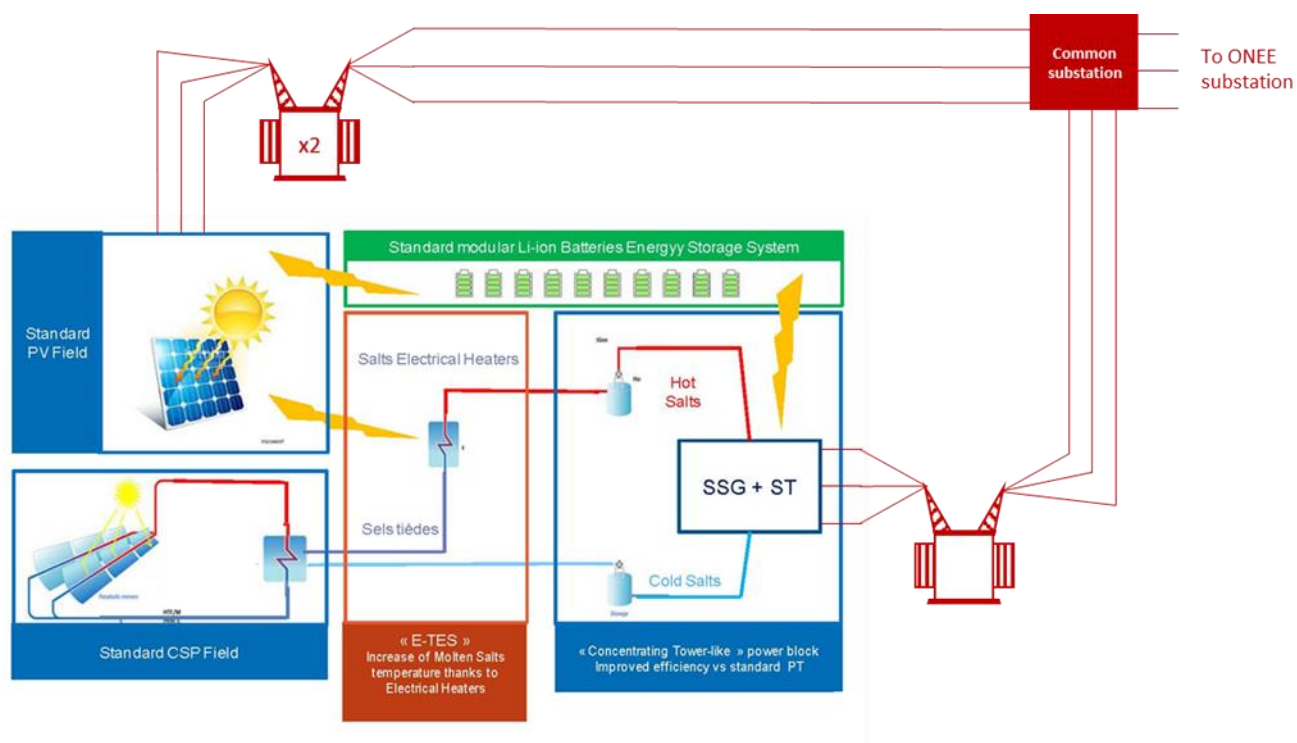 Common
substation
To ONEE
substation
x2
Standard modular Li-ion Batteries Energyy Storage System
Standard
PV Field
Salts Electrical Heaters
Hot
Salts
SSG + ST
Sels tièdes
Cold Salts
Standard CSP Field
« E-TES »
Increase of Molten Salts
temperature thanks to
Electrical Heaters
« Concentrating Tower-like » power block
Improved efficiency vs standard PT